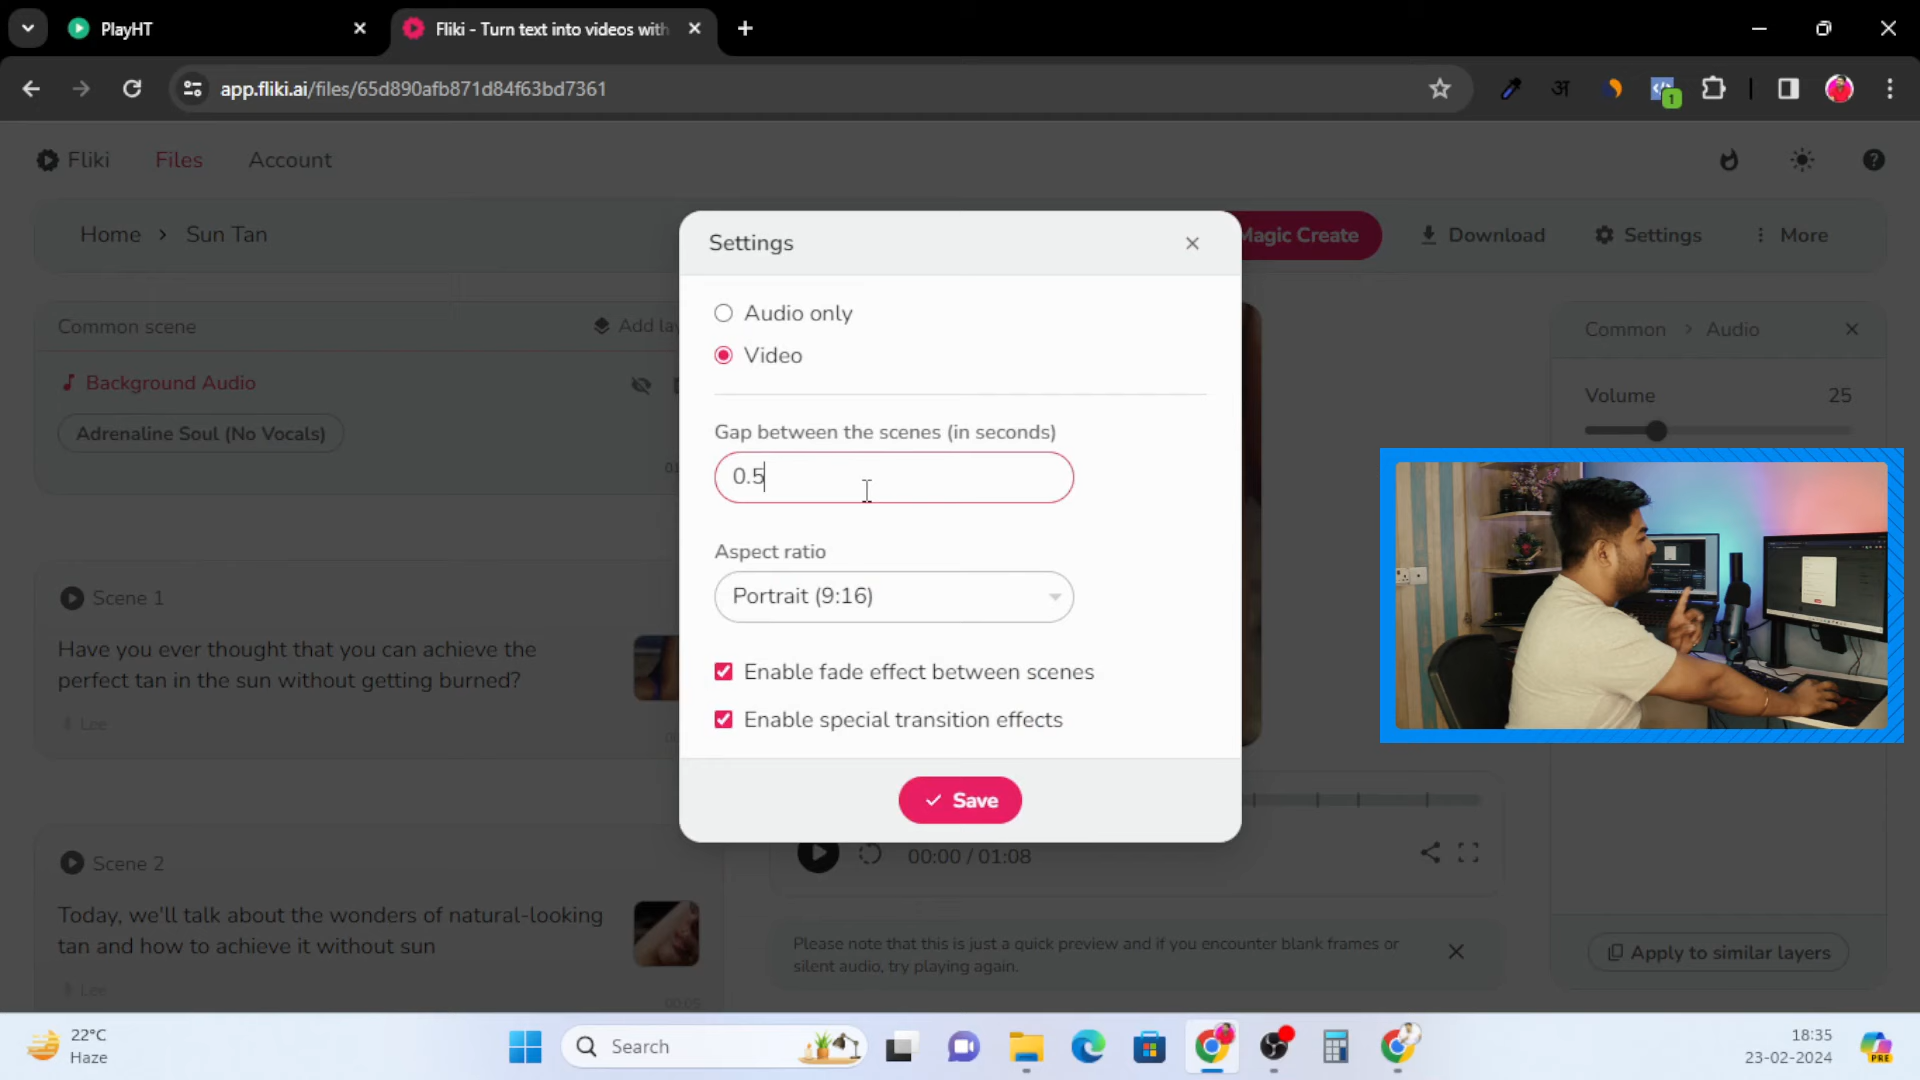 PlayHT
Fliki - Turn text into videos with
app.fliki.ai/files/65d890afb871d84f63bd7361
अ
1
Fliki
Files
Account
Home > Sun Tan
Magic Create
Download
Settings
More
Settings
Audio only
Video
Gap between the scenes (in seconds)
0.5
Aspect ratio
Portrait (9:16)
Enable fade effect between scenes
Enable special transition effects
Save
Common scene
Add lay
Background Audio
Adrenaline Soul (No Vocals)
Scene 1
Have you ever thought that you can achieve the
perfect tan in the sun without getting burned?
Lee
Scene 2
Today, we'll talk about the wonders of natural-looking
tan and how to achieve it without sun
Lee
00:00 / 01:08
Please note that this is just a quick preview and if you encounter blank frames or
silent audio, try playing again.
Common > Audio
Volume 25
Apply to similar layers
22°C
Haze
Search
18:35
23-02-2024
PRE